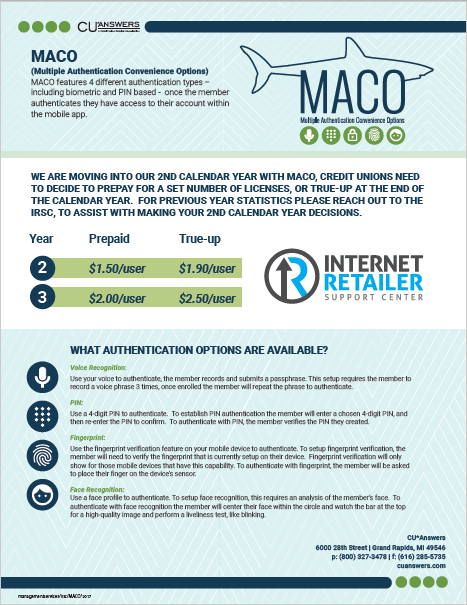 CU*ANSWERS
MACO
(Multiple Authentication Convenience Options)
MACO features 4 different authentication types –
including biometric and PIN based - once the member
authenticates they have access to their account within
the mobile app.
MACO
Multiple Authentication Convenience Options
WE ARE MOVING INTO OUR 2ND CALENDAR YEAR WITH MACO, CREDIT UNIONS NEED
TO DECIDE TO PREPAY FOR A SET NUMBER OF LICENSES, OR TRUE-UP AT THE END OF
THE CALENDAR YEAR. FOR PREVIOUS YEAR STATISTICS PLEASE REACH OUT TO THE
IRSC, TO ASSIST WITH MAKING YOUR 2ND CALENDAR YEAR DECISIONS.
Year Prepaid True-up
2 $1.50/user $1.90/user
3 $2.00/user $2.50/user
INTERNET
RETAILER
SUPPORT CENTER
WHAT AUTHENTICATION OPTIONS ARE AVAILABLE?
Voice Recognition:
Use your voice to authenticate, the member records and submits a passphrase. This setup requires the member to
record a voice phrase 3 times, once enrolled the member will repeat the phrase to authenticate.
PIN:
Use a 4-digit PIN to authenticate. To establish PIN authentication the member will enter a chosen 4-digit PIN, and
then re-enter the PIN to confirm. To authenticate with PIN, the member verifies the PIN they created.
Fingerprint:
Use the fingerprint verification feature on your mobile device to authenticate. To setup fingerprint verification, the
member will need to verify the fingerprint that is currently setup on their device. Fingerprint verification will only
show for those mobile devices that have this capability. To authenticate with fingerprint, the member will be asked
to place their finger on the device's sensor.
Face Recognition:
Use a face profile to authenticate. To setup face recognition, this requires an analysis of the member's face. To
authenticate with face recognition the member will center their face within the circle and watch the bar at the top
for a high-quality image and perform a liveliness test, like blinking.
CU*Answers
6000 28th Street | Grand Rapids, MI 49546
p: (800) 327-3478 | f: (616) 285-5735
cuanswers.com